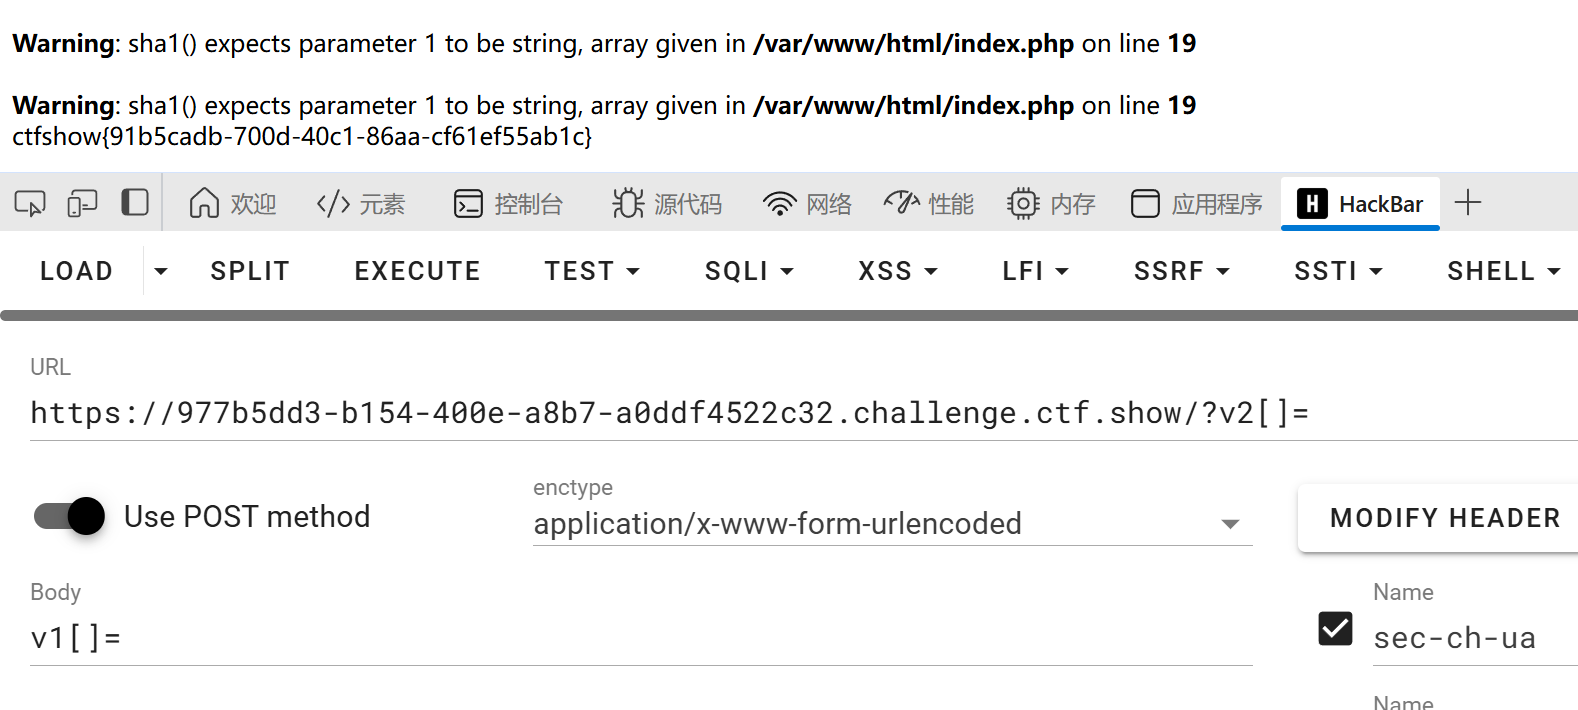 Warning: sha1() expects parameter 1 to be string, array given in /var/www/html/index.php on line 19
Warning: sha1() expects parameter 1 to be string, array given in /var/www/html/index.php on line 19
ctfshow{91b5cadb-700d-40c1-86aa-cf61ef55ab1c}
欢迎 </> 元素 控制台 源代码 网络 性能 内存 应用程序 H HackBar +
LOAD SPLIT EXECUTE TEST SQLI XSS LFI SSRF SSTI SHELL
URL
https://977b5dd3-b154-400e-a8b7-a0ddf4522c32.challenge.ctf.show/?v2[]=
Use POST method
enctype
application/x-www-form-urlencoded
MODIFY HEADER
Body
v1[]=
Name
sec-ch-ua
Name